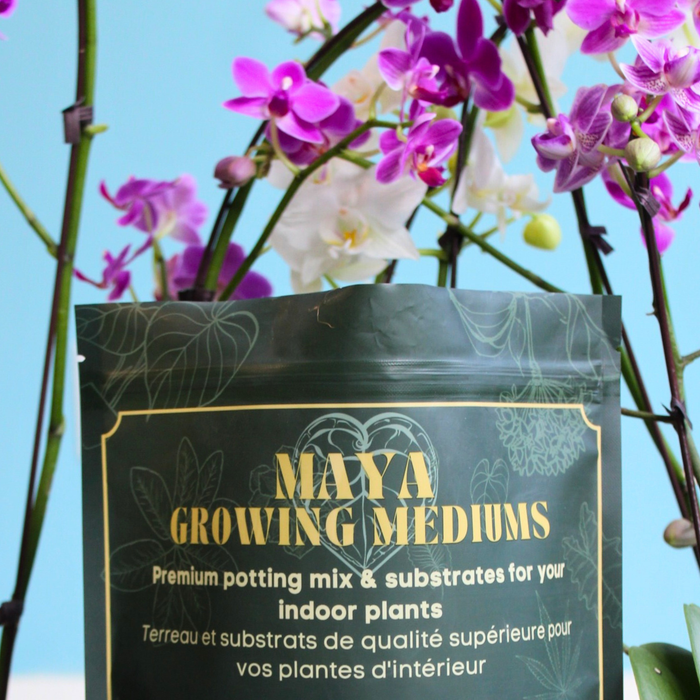 MAYA
GROWING MEDIUMS
Premium potting mix & substrates for your
indoor plants
Terreau et substrats de qualité supérieure pour
vos plantes d'intérieur